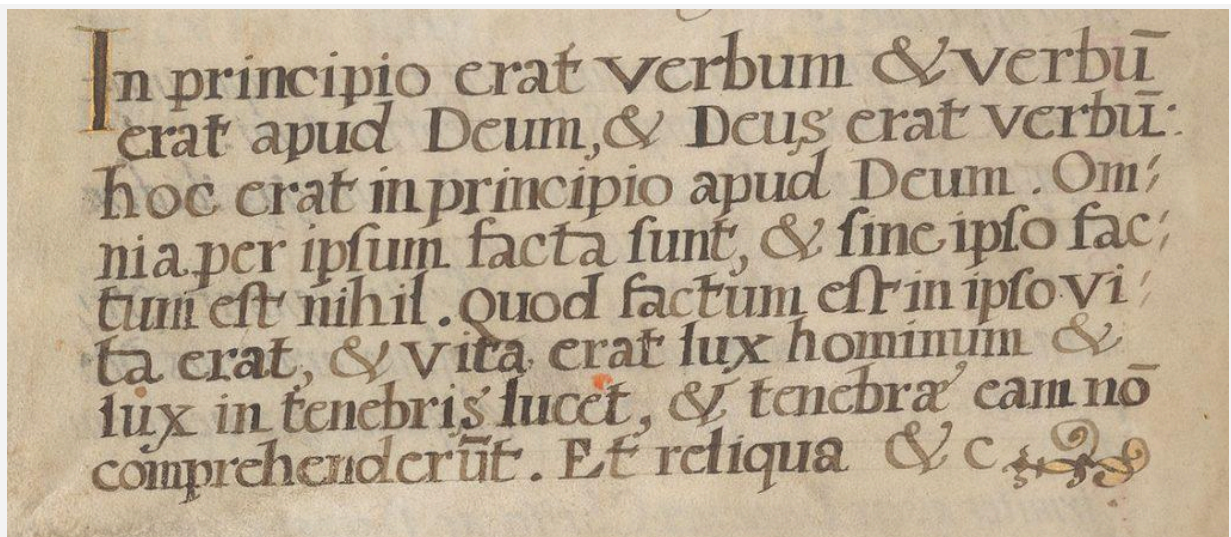 In principio erat verbum & verbū
erat apud Deum, & Deus erat verbū:
hoc erat in principio apud Deum . Om⸗
nia per ipſum facta ſunt, & ſine ipſo fac⸗
tum eſt nihil . Quod factum eſt in ipſo vi⸗
ta erat, & vita erat lux hominum &
lux in tenebris lucet, & tenebræ eam nō
comprehenderūt . Et reliqua & c